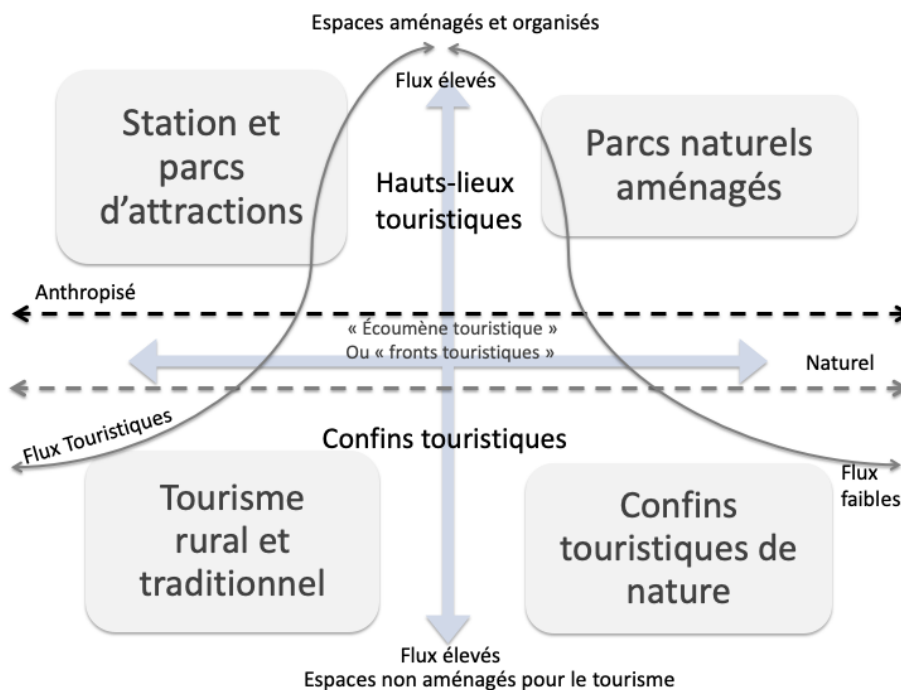 Espaces aménagés et organisés
Flux élevés
Station et
parcs
d’attractions
Hauts-lieux
touristiques
Parcs naturels
aménagés
Anthropisé
« Écoumène touristique »
Ou « fronts touristiques »
Naturel
Flux Touristiques
Confins touristiques
Flux
faibles
Tourisme
rural et
traditionnel
Confins
touristiques de
nature
Flux élevés
Espaces non aménagés pour le tourisme